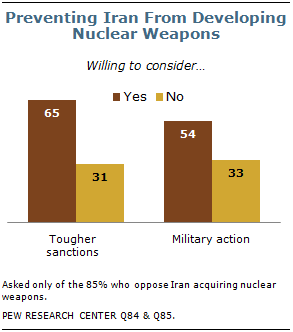 Preventing Iran From Developing
Nuclear Weapons
Willing to consider…
Yes No
65
31
54
33
Tougher
sanctions
Military action
Asked only of the 85% who oppose Iran acquiring nuclear
weapons.
PEW RESEARCH CENTER Q84 & Q85.